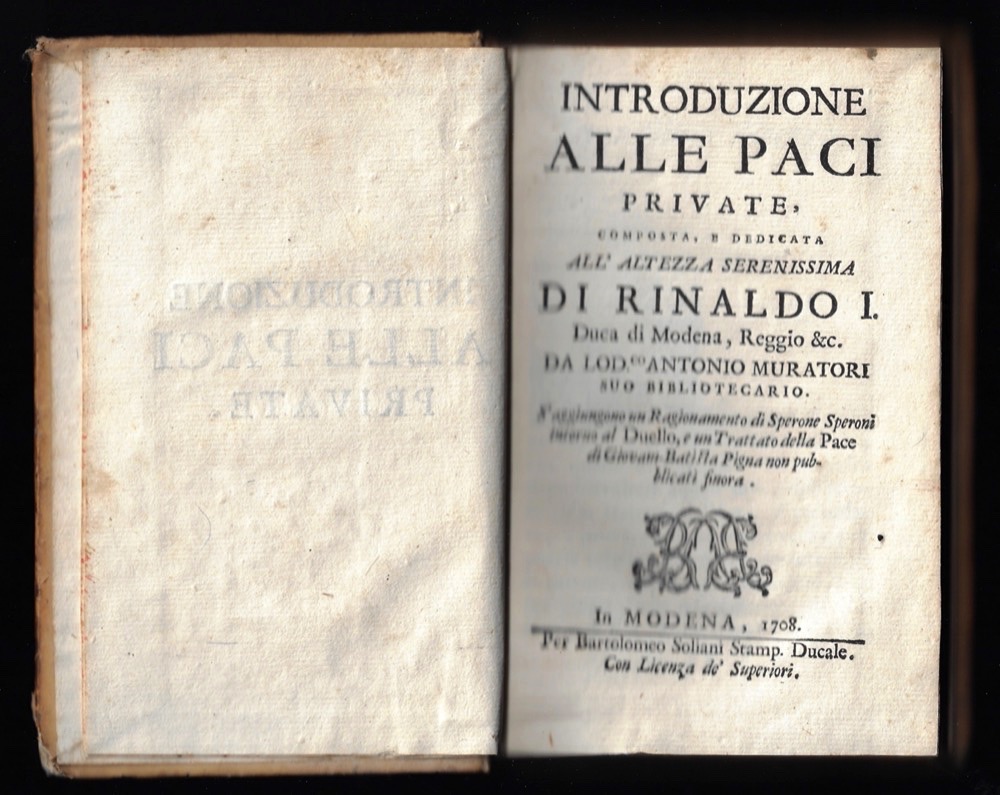 INTRODUZIONE
ALLE PACI
PRIVATE,
COMPOSTA, E DEDICATA
ALL' ALTEZZA SERENISSIMA
DI RINALDO I.
Duca di Modena, Reggio &c.
DA LOD.co ANTONIO MURATORI
SUO BIBLIOTECARIO.
S'aggiungono un Ragionamento di Sperone Speroni
intorno al Duello, e un Trattato della Pace
di Giovam-Batista Pigna non pub-
blicati finora.
In MODENA, 1708.
Per Bartolomeo Soliani Stamp. Ducale.
Con Licenza de' Superiori.